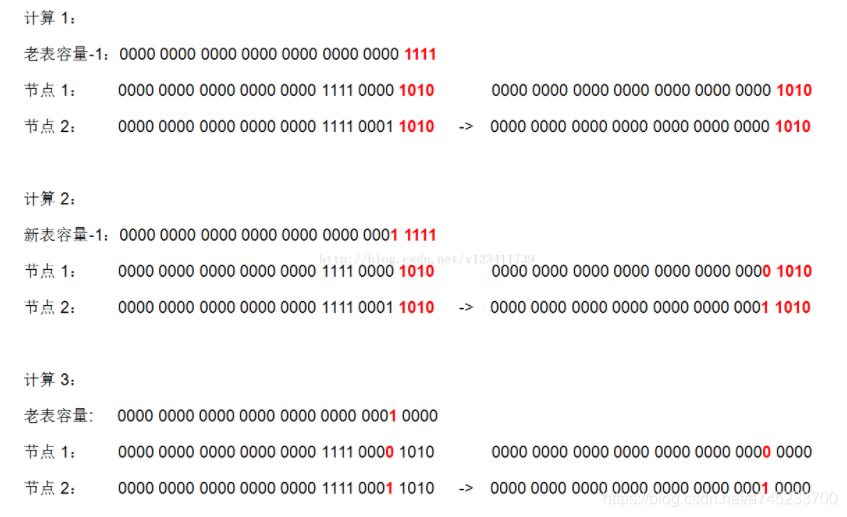 计算 1：
老表容量-1： 0000 0000 0000 0000 0000 0000 0000 1111
节点 1： 0000 0000 0000 0000 0000 1111 0000 1010 0000 0000 0000 0000 0000 0000 0000 1010
节点 2： 0000 0000 0000 0000 0000 1111 0001 1010 -> 0000 0000 0000 0000 0000 0000 0000 1010
计算 2：
新表容量-1： 0000 0000 0000 0000 0000 0000 0001 1111
http://blog.csdn.net/v123411739
节点 1： 0000 0000 0000 0000 0000 1111 0000 1010 0000 0000 0000 0000 0000 0000 0000 1010
节点 2： 0000 0000 0000 0000 0000 1111 0001 1010 -> 0000 0000 0000 0000 0000 0000 0001 1010
计算 3：
老表容量: 0000 0000 0000 0000 0000 0000 0001 0000
节点 1： 0000 0000 0000 0000 0000 1111 0000 1010 0000 0000 0000 0000 0000 0000 0000 0000
节点 2： 0000 0000 0000 0000 0000 1111 0001 1010 -> 0000 0000 0000 0000 0000 0000 0001 0000
https://blog.csdn.net/a745233700